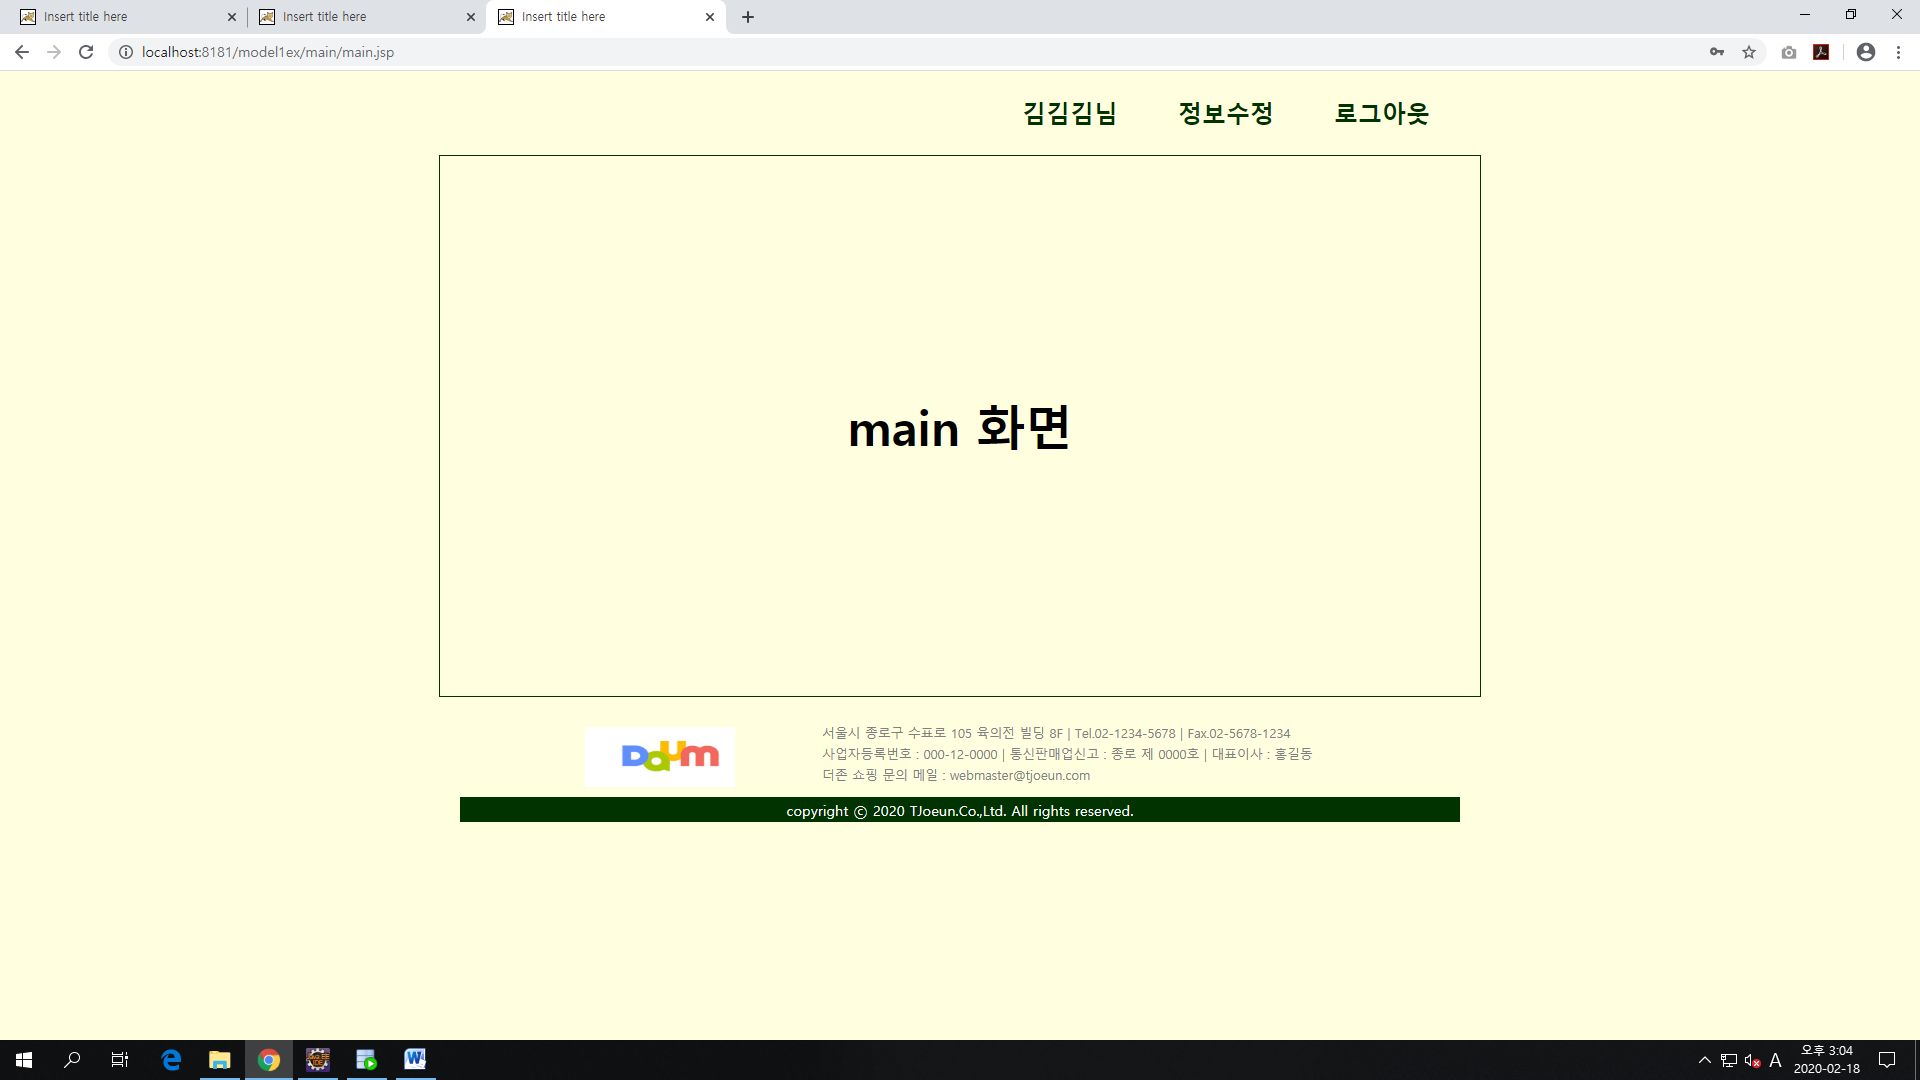 Insert title here
Insert title here
Insert title here
localhost:8181/model1ex/main/main.jsp
김김김님 정보수정 로그아웃
main 화면
Daum
서울시 종로구 수표로 105 육의전 빌딩 8F | Tel.02-1234-5678 | Fax.02-5678-1234
사업자등록번호 : 000-12-0000 | 통신판매업신고 : 종로 제 0000호 | 대표이사 : 홍길동
더존 쇼핑 문의 메일 : webmaster@tjoeun.com
copyright ⓒ 2020 TJoeun.Co.,Ltd. All rights reserved.
A
오후 3:04
2020-02-18